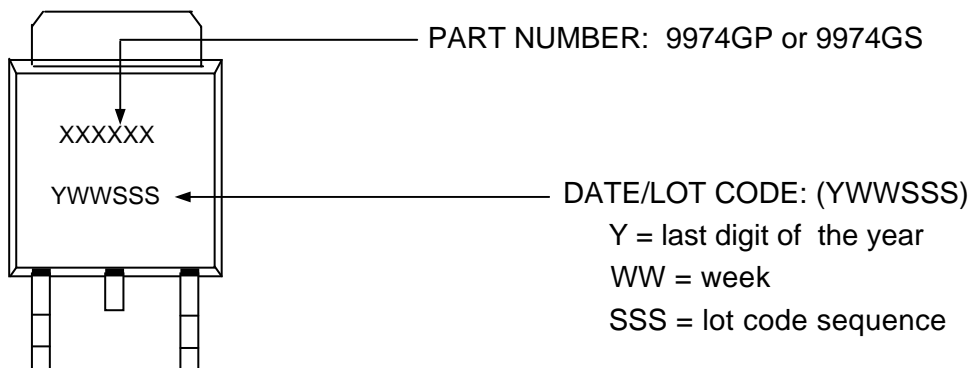 PART NUMBER: 9974GP or 9974GS
XXXXXX
YWWSSS
DATE/LOT CODE: (YWWSSS)
Y = last digit of the year
WW = week
SSS = lot code sequence